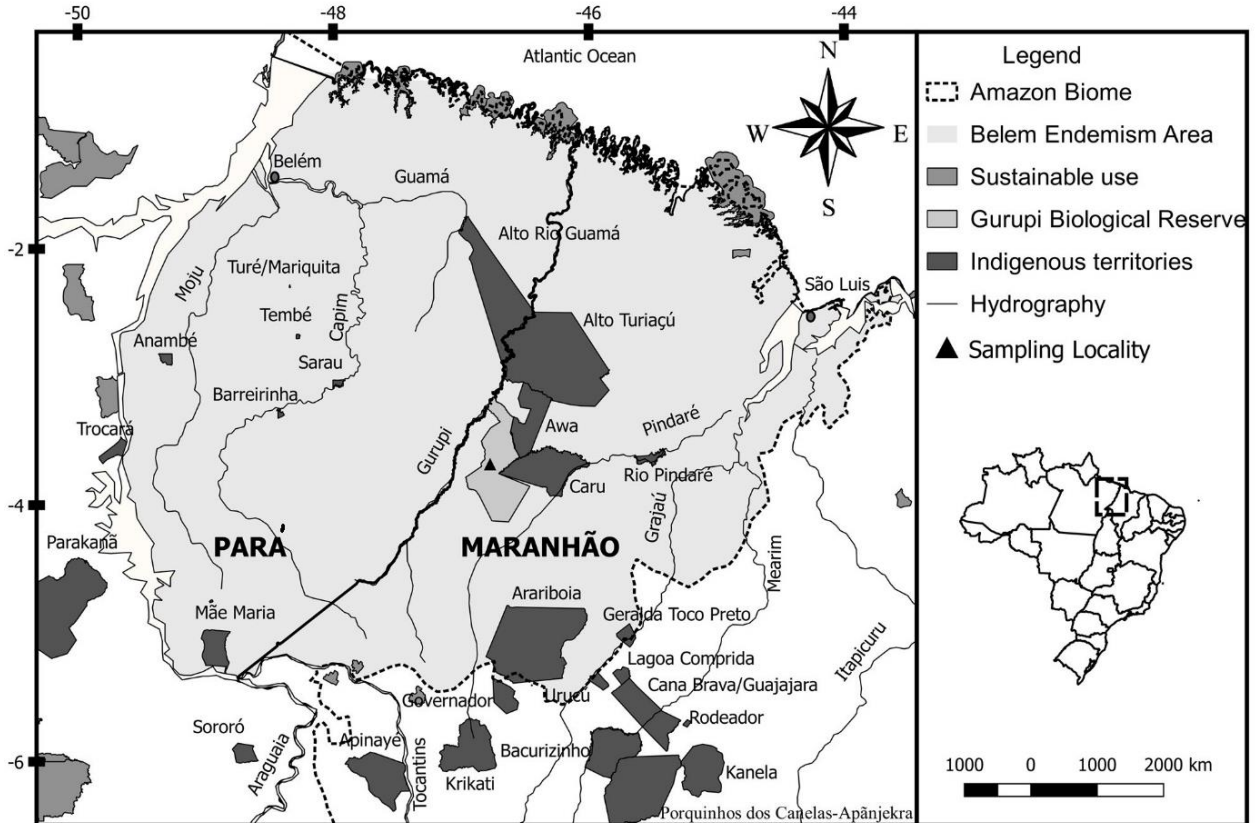 -50
-48
-46
-44
Atlantic Ocean
N
W
E
S
Belém
Guamá
-2
Alto Rio Guamá
Moju
Turé/Mariquita
São Luis
Tembé
Capim
Alto Turiaçú
Anambé
Sarau
Barreirinha
Trocará
Awa
Pindaré
Gurupi
Rio Pindaré
Caru
-4
Grajaú
Parakanã
PARA
MARANHÃO
Mearim
Arariboia
Mãe Maria
Geralda Toco Preto
Itapicuru
Lagoa Comprida
Cana Brava/Guajajara
Governador
Urucu
Rodeador
Sororó
Apinayé
Bacurizinho
-6
Araguaia
Tocantins
Krikati
Kanela
Porquinhos dos Canelas-Apãnjekra
Legend
Amazon Biome
Belem Endemism Area
Sustainable use
Gurupi Biological Reserve
Indigenous territories
Hydrography
Sampling Locality
1000 0 1000 2000 km